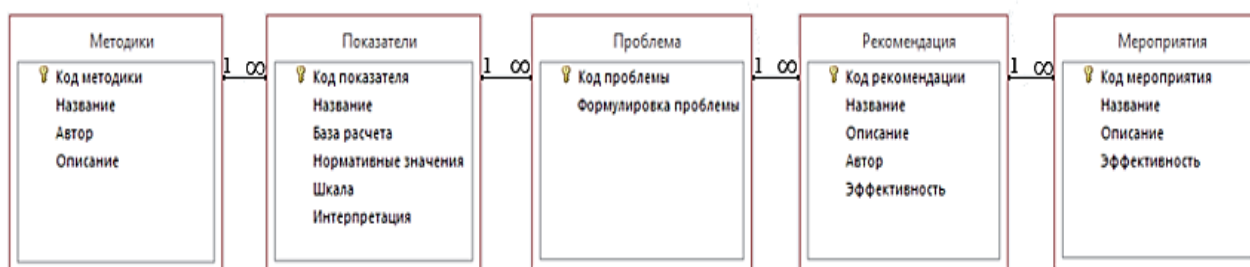 Методики
Код методики
Название
Автор
Описание
1 ∞
Показатели
Код показателя
Название
База расчета
Нормативные значения
Шкала
Интерпретация
1 ∞
Проблема
Код проблемы
Формулировка проблемы
1 ∞
Рекомендация
Код рекомендации
Название
Описание
Автор
Эффективность
1 ∞
Мероприятия
Код мероприятия
Название
Описание
Эффективность